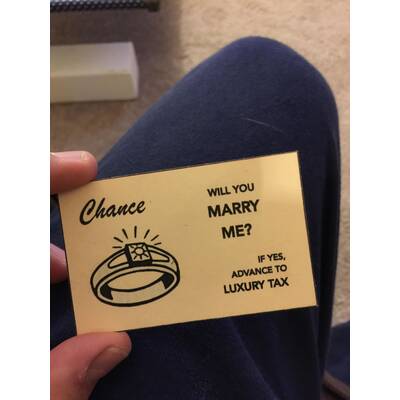 Chance
WILL YOU
MARRY
ME?
IF YES,
ADVANCE TO
LUXURY TAX